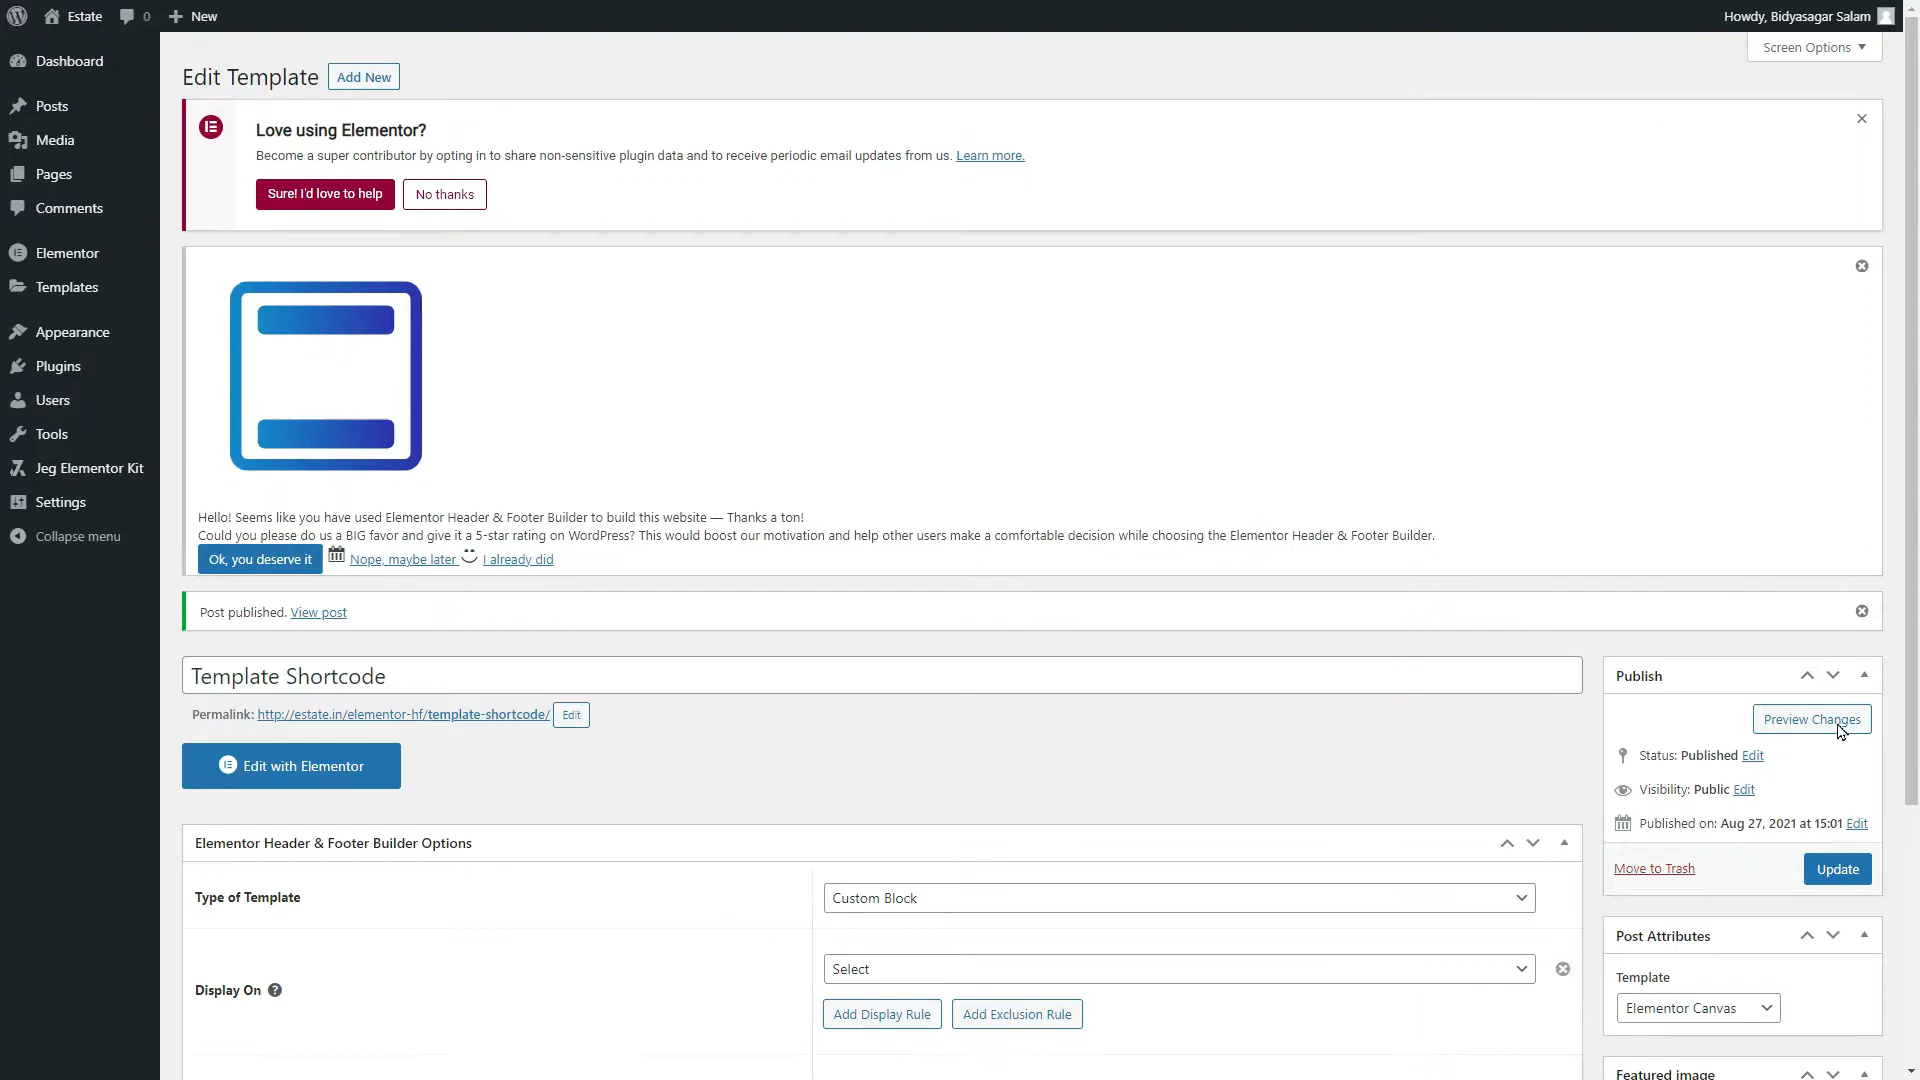 Estate
0
New
Howdy, Bidyasagar Salam
Screen Options
Dashboard
Posts
Media
Pages
Comments
Elementor
Templates
Appearance
Plugins
Users
Tools
Jeg Elementor Kit
Settings
Collapse menu
Edit Template
Add New
Love using Elementor?
Become a super contributor by opting in to share non-sensitive plugin data and to receive periodic email updates from us. Learn more.
Sure! I'd love to help
No thanks
Hello! Seems like you have used Elementor Header & Footer Builder to build this website — Thanks a ton!
Could you please do us a BIG favor and give it a 5-star rating on WordPress? This would boost our motivation and help other users make a comfortable decision while choosing the Elementor Header & Footer Builder.
Ok, you deserve it
Nope, maybe later
I already did
Post published. View post
Template Shortcode
Permalink: http://estate.in/elementor-hf/template-shortcode/
Edit
Edit with Elementor
Elementor Header & Footer Builder Options
Type of Template
Custom Block
Display On
Select
Add Display Rule
Add Exclusion Rule
Publish
Preview Changes
Status: Published Edit
Visibility: Public Edit
Published on: Aug 27, 2021 at 15:01 Edit
Move to Trash
Update
Post Attributes
Template
Elementor Canvas
Featured image